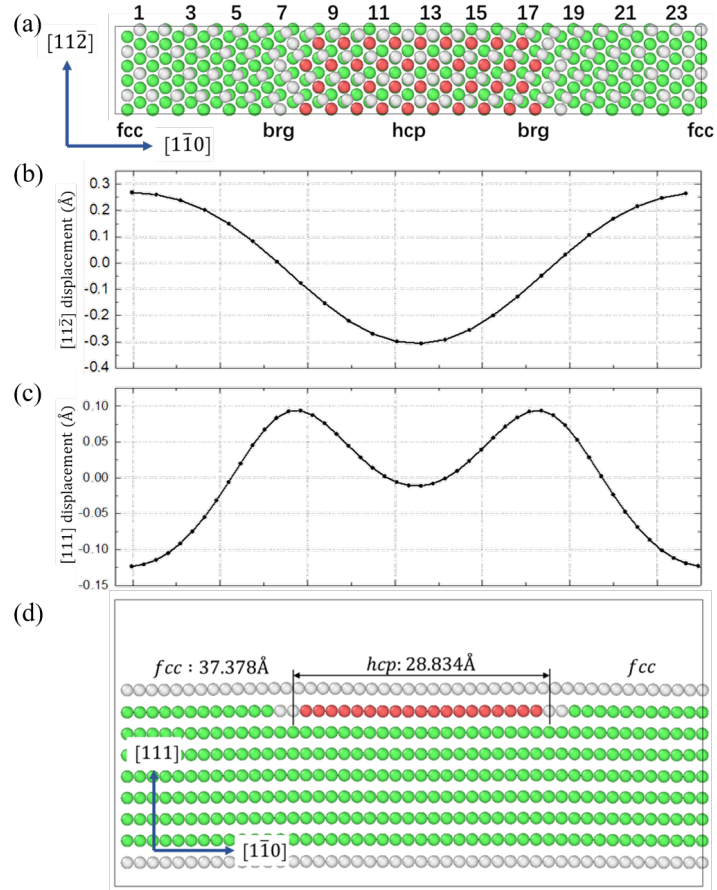 (a)
1 3 5 7 9 11 13 15 17 19 21 23
[112̄]
[11̄0]
fcc brg hcp brg fcc
(b)
[112̄] displacement (Å)
0.3
0.2
0.1
0.0
-0.1
-0.2
-0.3
-0.4
(c)
[111] displacement (Å)
0.10
0.05
0.00
-0.05
-0.10
-0.15
(d)
fcc : 37.378Å hcp: 28.834Å fcc
[111]
[11̄0]